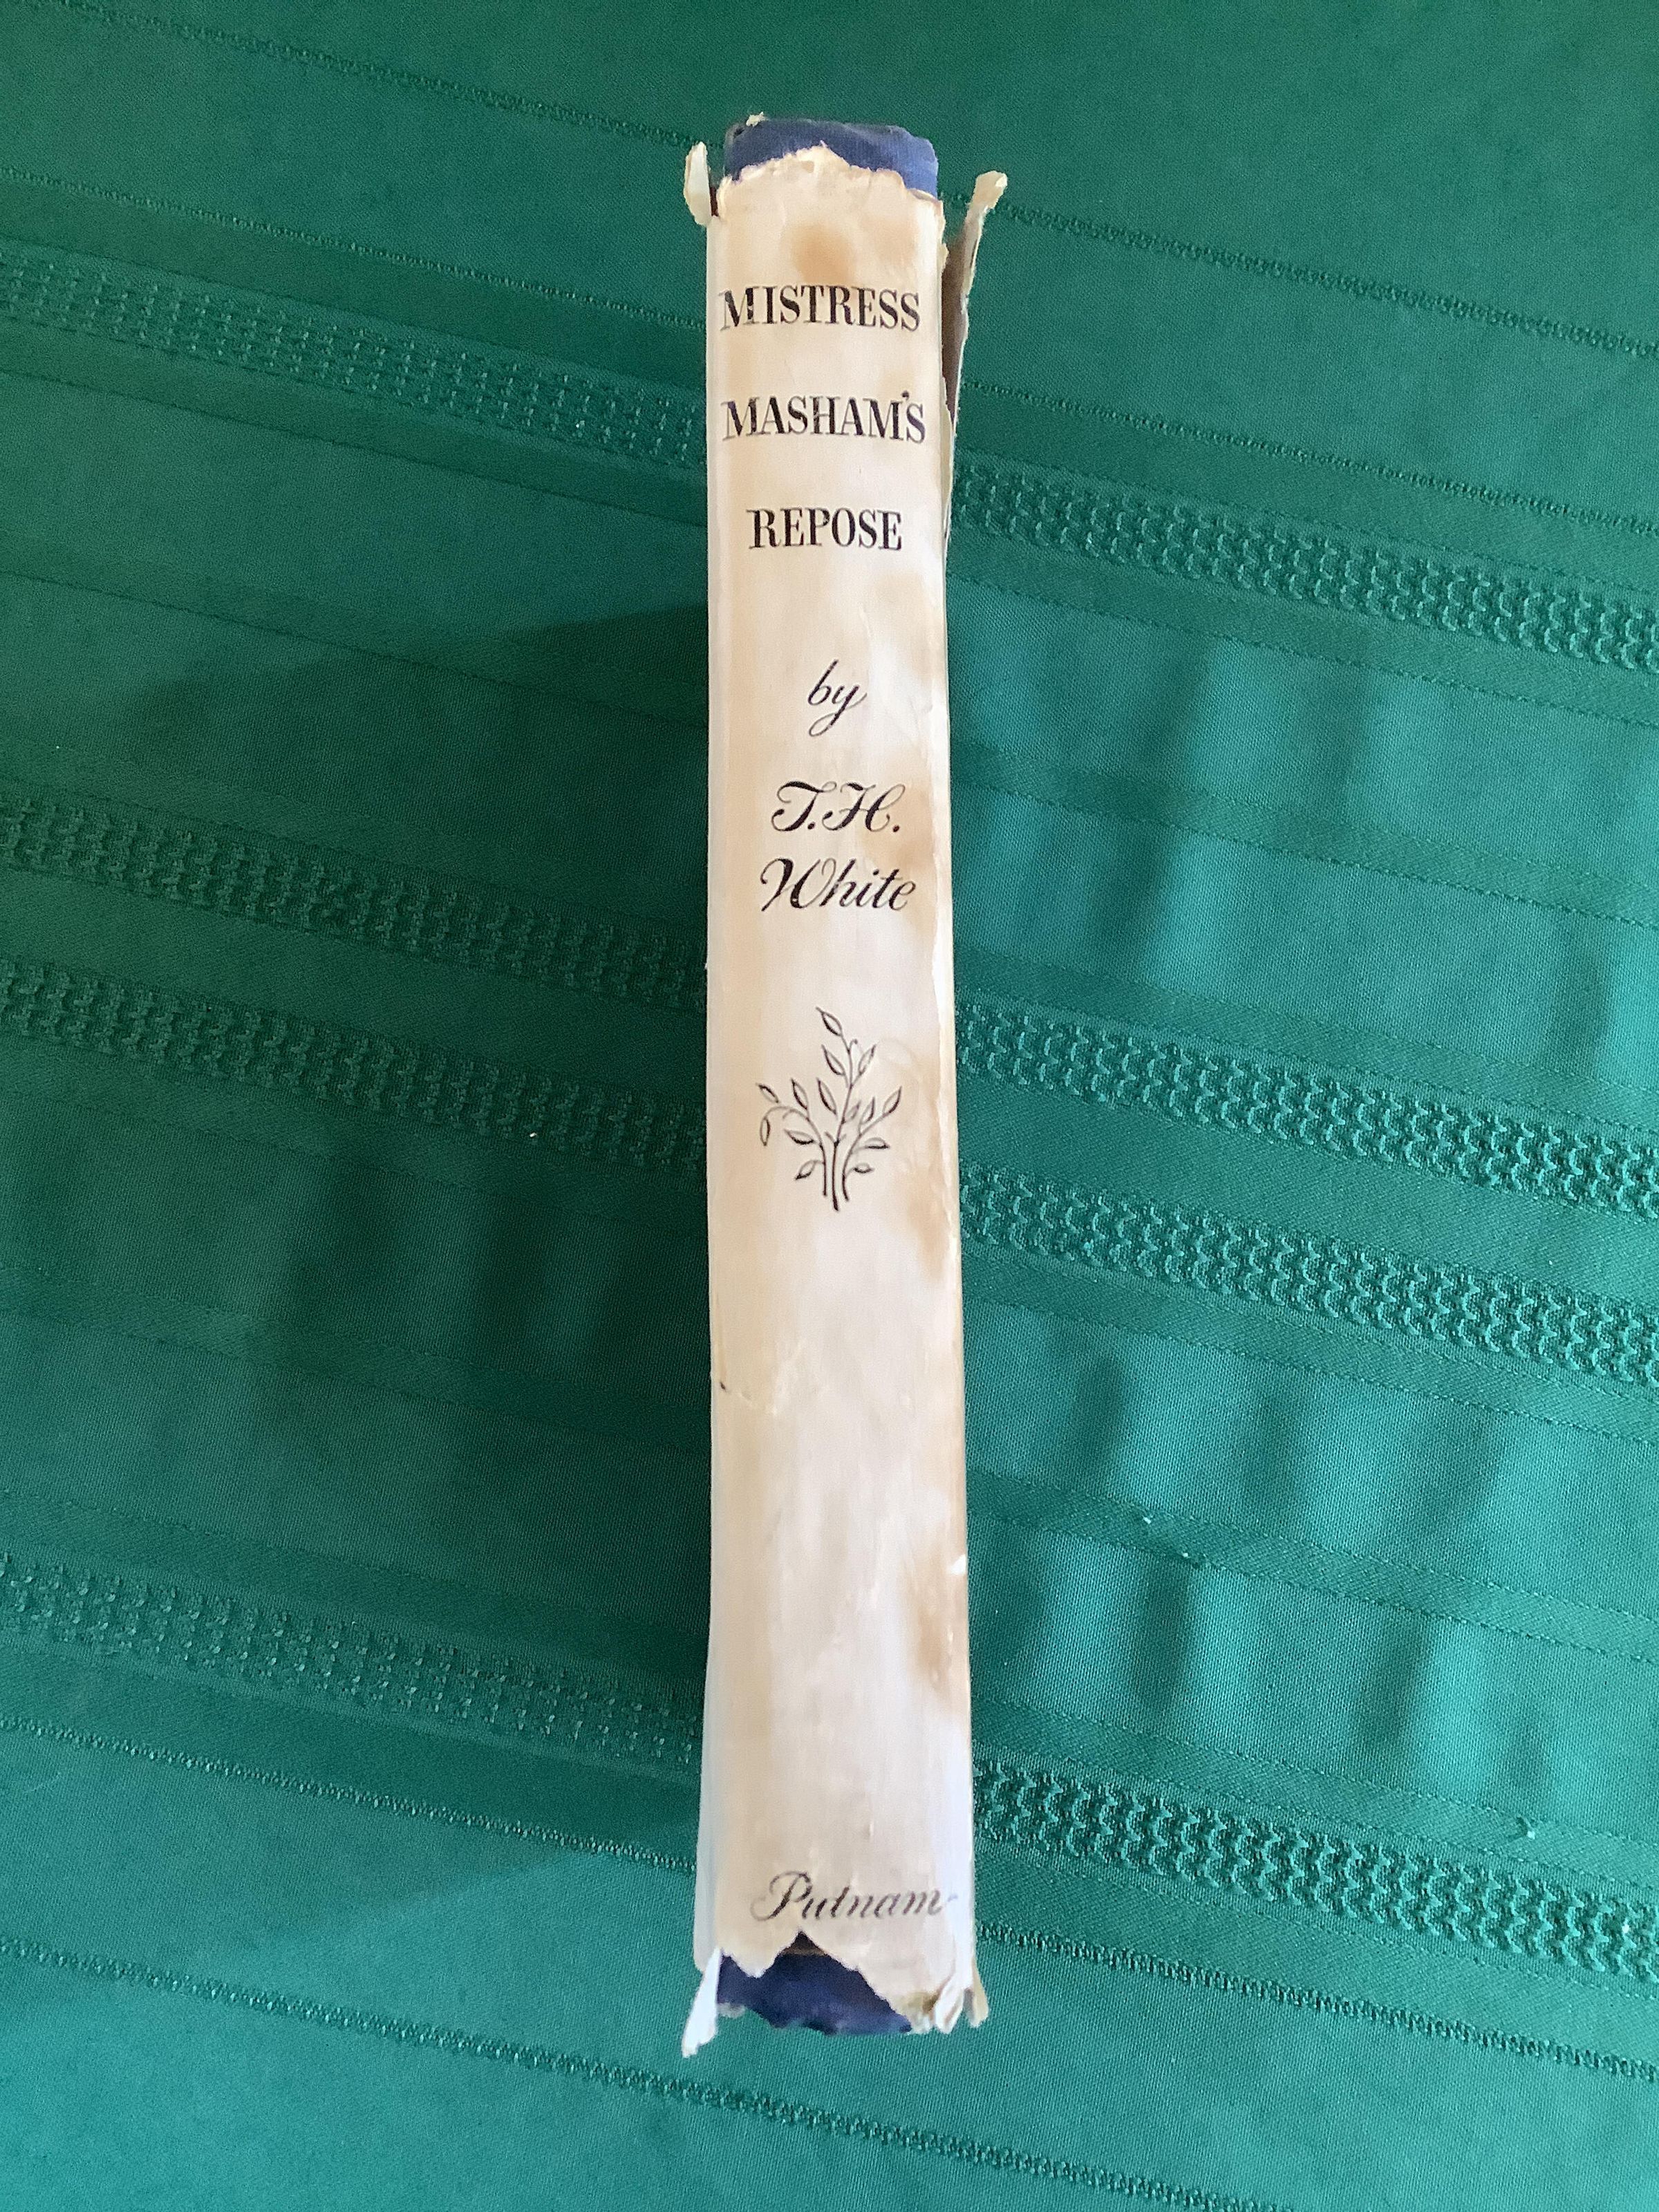 MISTRESS
MASHAM'S
REPOSE
by
T.H.
White
Putnam